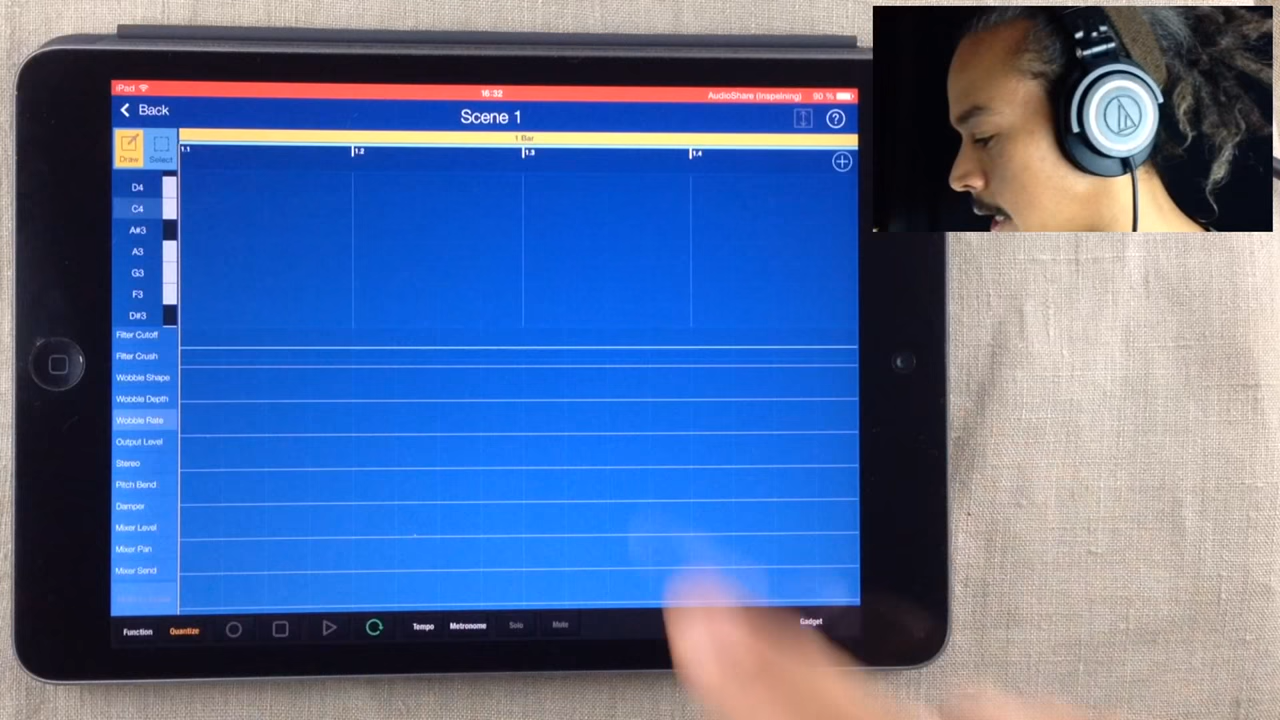 iPad
16:32
AudioShare (Inspelning)
90 %
Back
Scene 1
?
1 Bar
Draw
Select
1.1
1.2
1.3
1.4
D4
C4
A#3
A3
G3
F3
D#3
Filter Cutoff
Filter Crush
Wobble Shape
Wobble Depth
Wobble Rate
Output Level
Stereo
Pitch Bend
Damper
Mixer Level
Mixer Pan
Mixer Send
Function
Quantize
Tempo
Metronome
Solo
Mute
Gadget